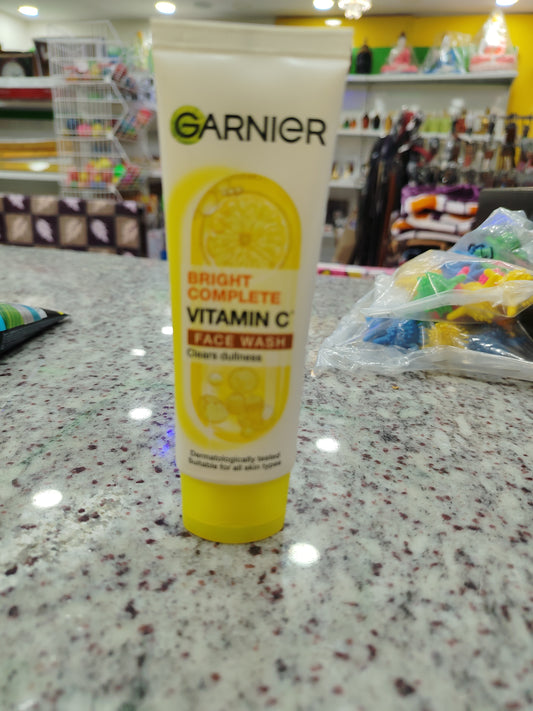 GARNIER
BRIGHT
COMPLETE
VITAMIN C*
FACE WASH
Clears dullness
Dermatologically tested
Suitable for all skin types